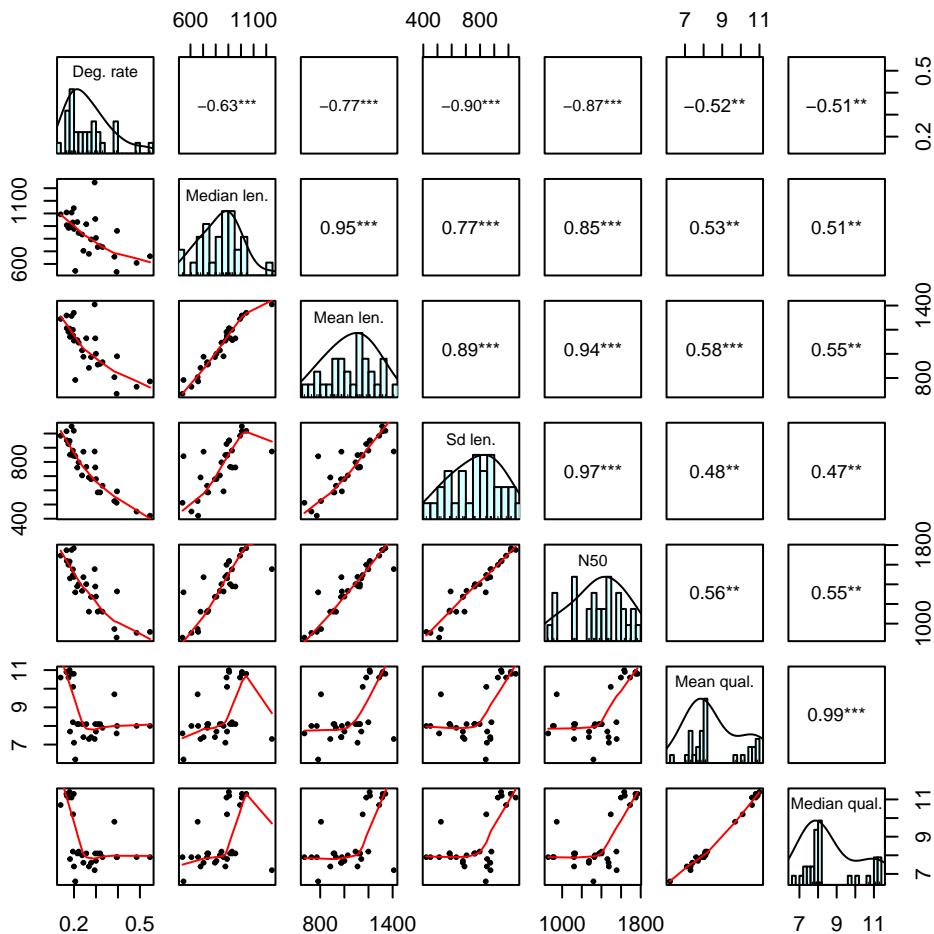 600 1100 400 800 7 9 11
Deg. rate −0.63*** −0.77*** −0.90*** −0.87*** −0.52** −0.51** 0.2 0.5
600 1100 Median len. 0.95*** 0.77*** 0.85*** 0.53** 0.51**
Mean len. 0.89*** 0.94*** 0.58*** 0.55** 800 1400
400 800 Sd len. 0.97*** 0.48** 0.47**
N50 0.56** 0.55** 1000 1800
7 9 11 Mean qual. 0.99***
Median qual. 7 9 11
0.2 0.5 800 1400 1000 1800 7 9 11